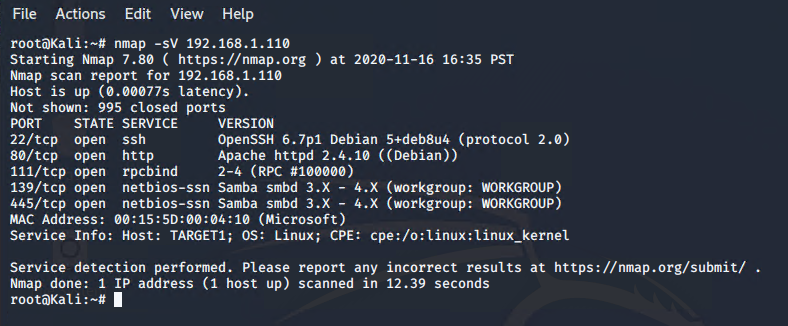 File Actions Edit View Help
root@Kali:~# nmap -sV 192.168.1.110
Starting Nmap 7.80 ( https://nmap.org ) at 2020-11-16 16:35 PST
Nmap scan report for 192.168.1.110
Host is up (0.00077s latency).
Not shown: 995 closed ports
PORT    STATE SERVICE     VERSION
22/tcp  open  ssh         OpenSSH 6.7p1 Debian 5+deb8u4 (protocol 2.0)
80/tcp  open  http        Apache httpd 2.4.10 ((Debian))
111/tcp open  rpcbind     2-4 (RPC #100000)
139/tcp open  netbios-ssn Samba smbd 3.X - 4.X (workgroup: WORKGROUP)
445/tcp open  netbios-ssn Samba smbd 3.X - 4.X (workgroup: WORKGROUP)
MAC Address: 00:15:5D:00:04:10 (Microsoft)
Service Info: Host: TARGET1; OS: Linux; CPE: cpe:/o:linux:linux_kernel
Service detection performed. Please report any incorrect results at https://nmap.org/submit/ .
Nmap done: 1 IP address (1 host up) scanned in 12.39 seconds
root@Kali:~#